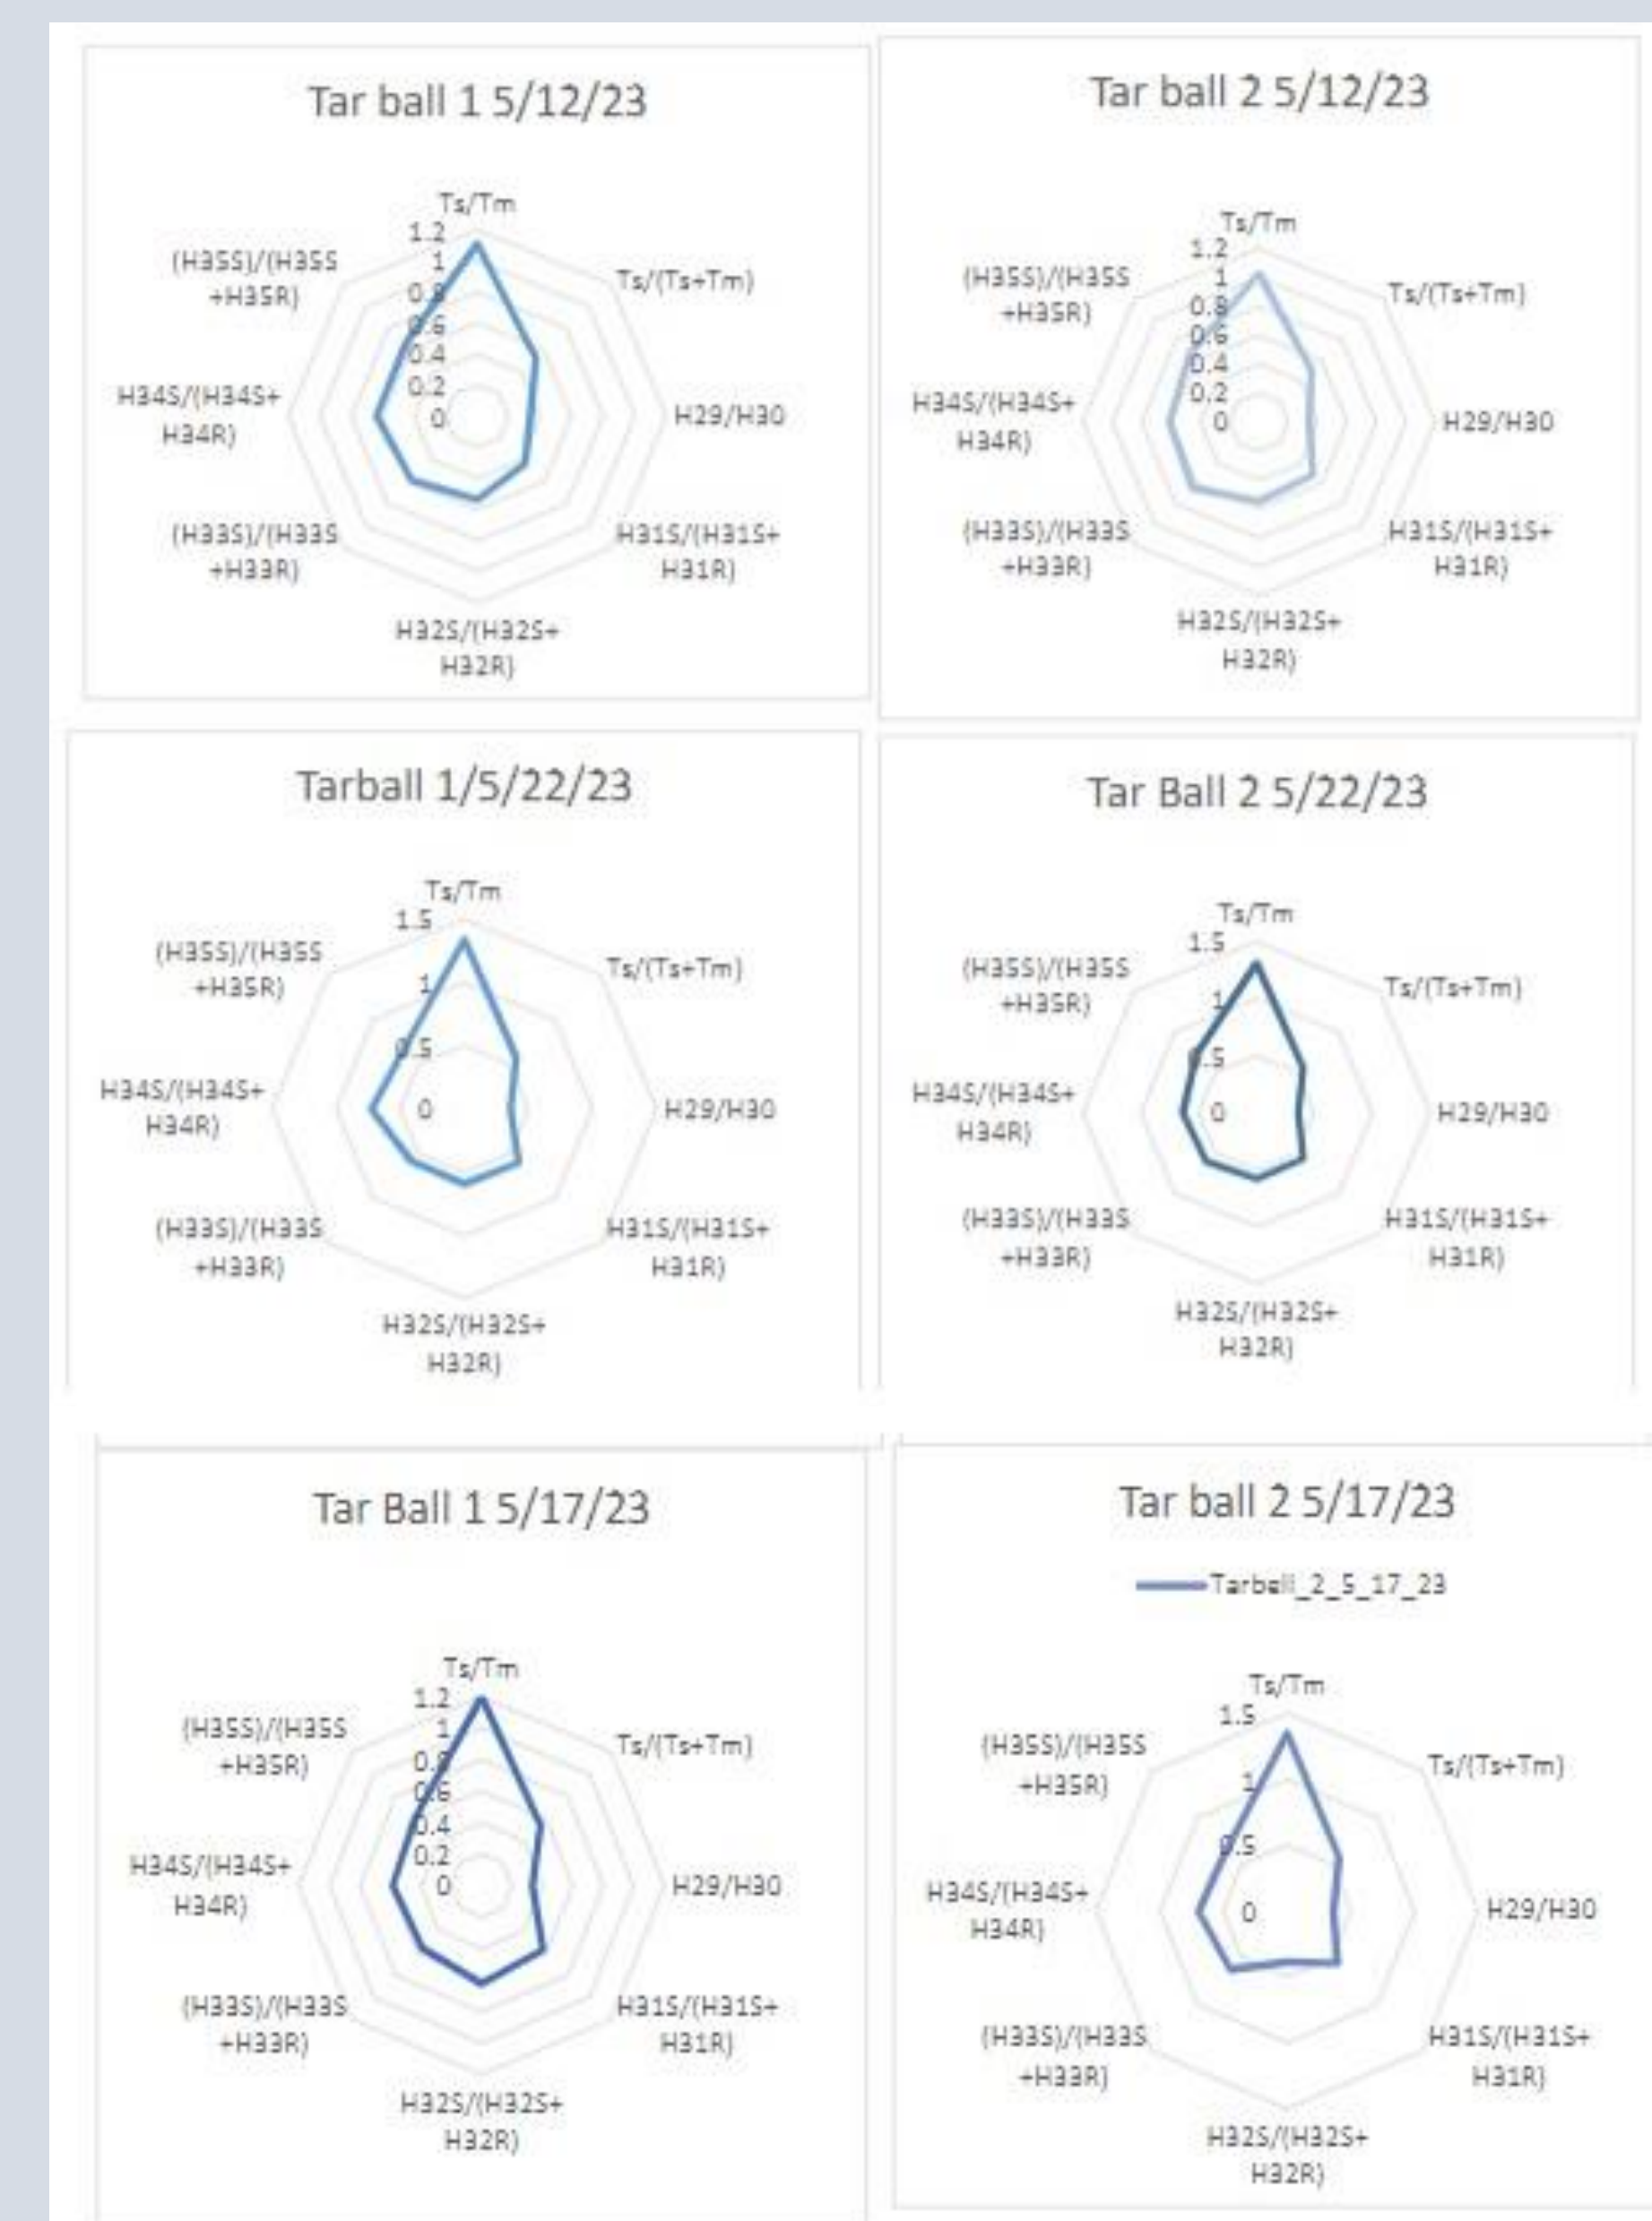 Tar ball 1 5/12/23
Ts/Tm
1.2
1
0.8
0.6
0.4
0.2
0
Ts/(Ts+Tm)
H29/H30
H31S/(H31S+
H31R)
H32S/(H32S+
H32R)
(H33S)/(H33S
+H33R)
H34S/(H34S+
H34R)
(H35S)/(H35S
+H35R)
Tar ball 2 5/12/23
Ts/Tm
1.2
1
0.8
0.6
0.4
0.2
0
Ts/(Ts+Tm)
H29/H30
H31S/(H31S+
H31R)
H32S/(H32S+
H32R)
(H33S)/(H33S
+H33R)
H34S/(H34S+
H34R)
(H35S)/(H35S
+H35R)
Tarball 1/5/22/23
Ts/Tm
1.5
1
0.5
0
Ts/(Ts+Tm)
H29/H30
H31S/(H31S+
H31R)
H32S/(H32S+
H32R)
(H33S)/(H33S
+H33R)
H34S/(H34S+
H34R)
(H35S)/(H35S
+H35R)
Tar Ball 2 5/22/23
Ts/Tm
1.5
1
0.5
0
Ts/(Ts+Tm)
H29/H30
H31S/(H31S+
H31R)
H32S/(H32S+
H32R)
(H33S)/(H33S
+H33R)
H34S/(H34S+
H34R)
(H35S)/(H35S
+H35R)
Tar Ball 1 5/17/23
Ts/Tm
1.2
1
0.8
0.6
0.4
0.2
0
Ts/(Ts+Tm)
H29/H30
H31S/(H31S+
H31R)
H32S/(H32S+
H32R)
(H33S)/(H33S
+H33R)
H34S/(H34S+
H34R)
(H35S)/(H35S
+H35R)
Tar ball 2 5/17/23
Tarball_2_5_17_23
Ts/Tm
1.5
1
0.5
0
Ts/(Ts+Tm)
H29/H30
H31S/(H31S+
H31R)
H32S/(H32S+
H32R)
(H33S)/(H33S
+H33R)
H34S/(H34S+
H34R)
(H35S)/(H35S
+H35R)